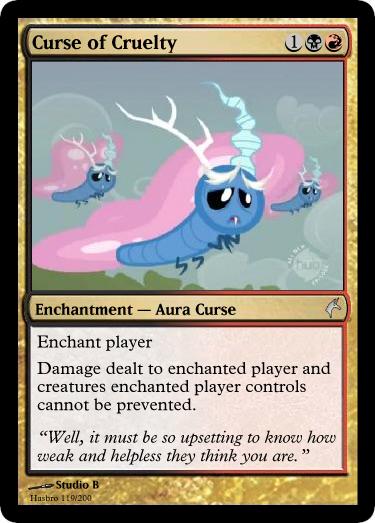 Curse of Cruelty 1
hub
Enchantment — Aura Curse
Enchant player
Damage dealt to enchanted player and
creatures enchanted player controls
cannot be prevented.
“Well, it must be so upsetting to know how
weak and helpless they think you are.”
Studio B
Hasbro 119/200